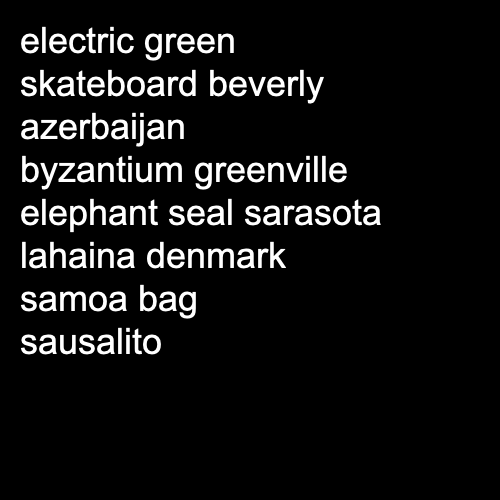 electric green
skateboard beverly
azerbaijan
byzantium greenville
elephant seal sarasota
lahaina denmark
samoa bag
sausalito